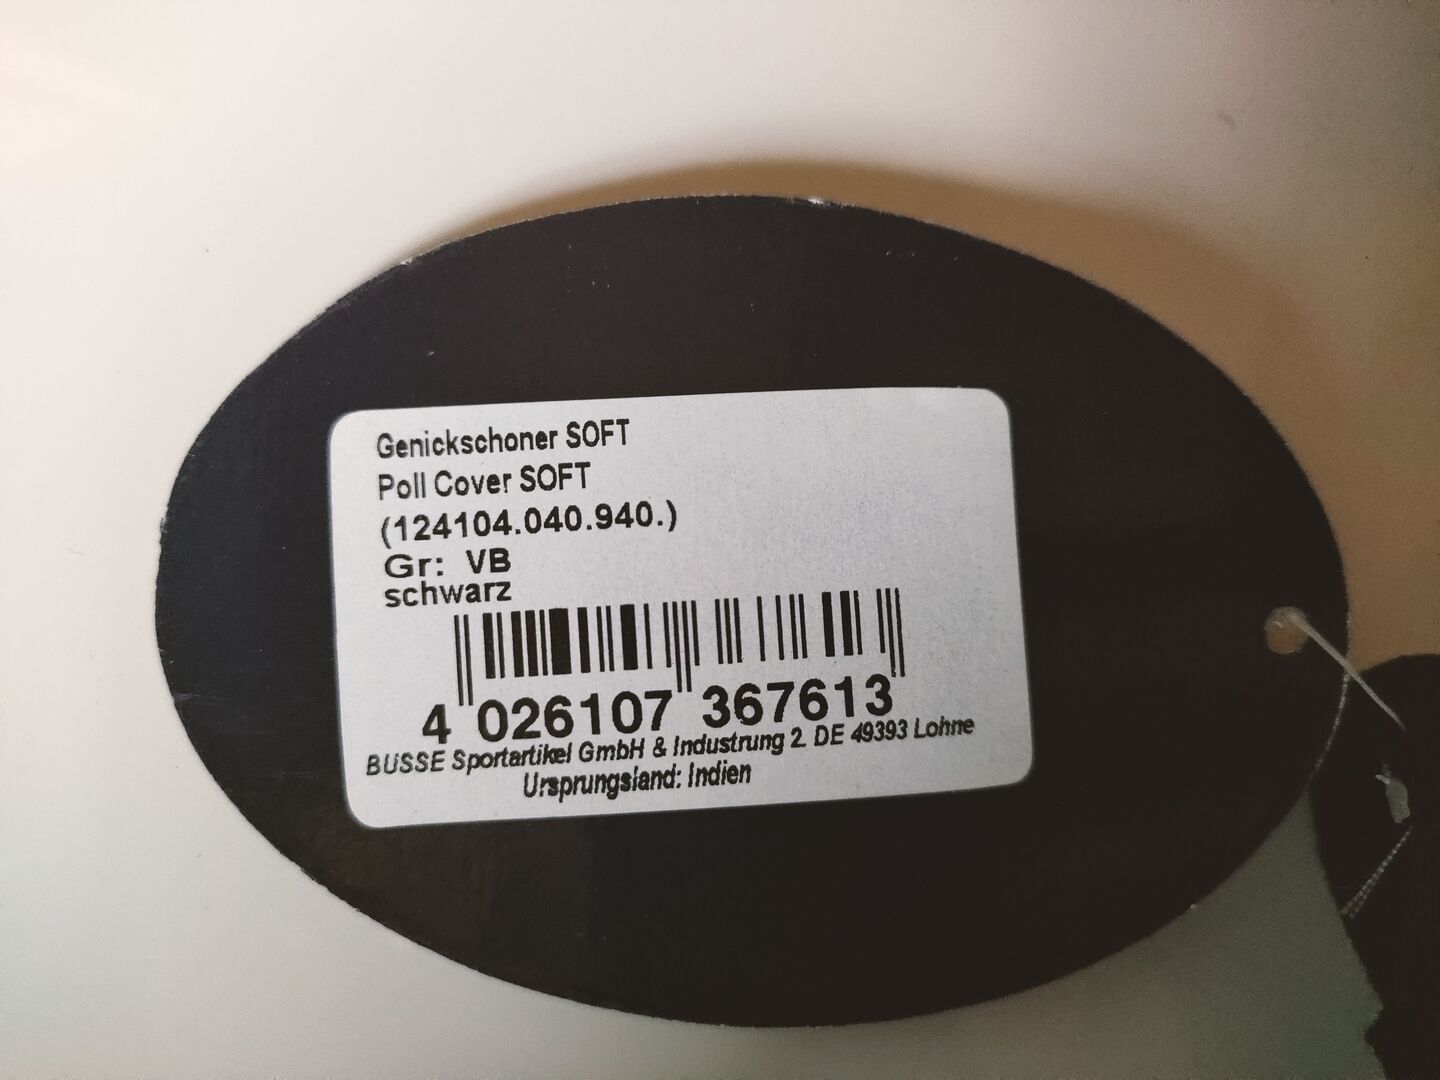 Genickschoner SOFT
Poll Cover SOFT
(124104.040.940.)
Gr: VB
schwarz
4 026107 367613
BUSSE Sportartikel GmbH & Industrung 2 DE 49393 Lohne
Ursprungsland: Indien